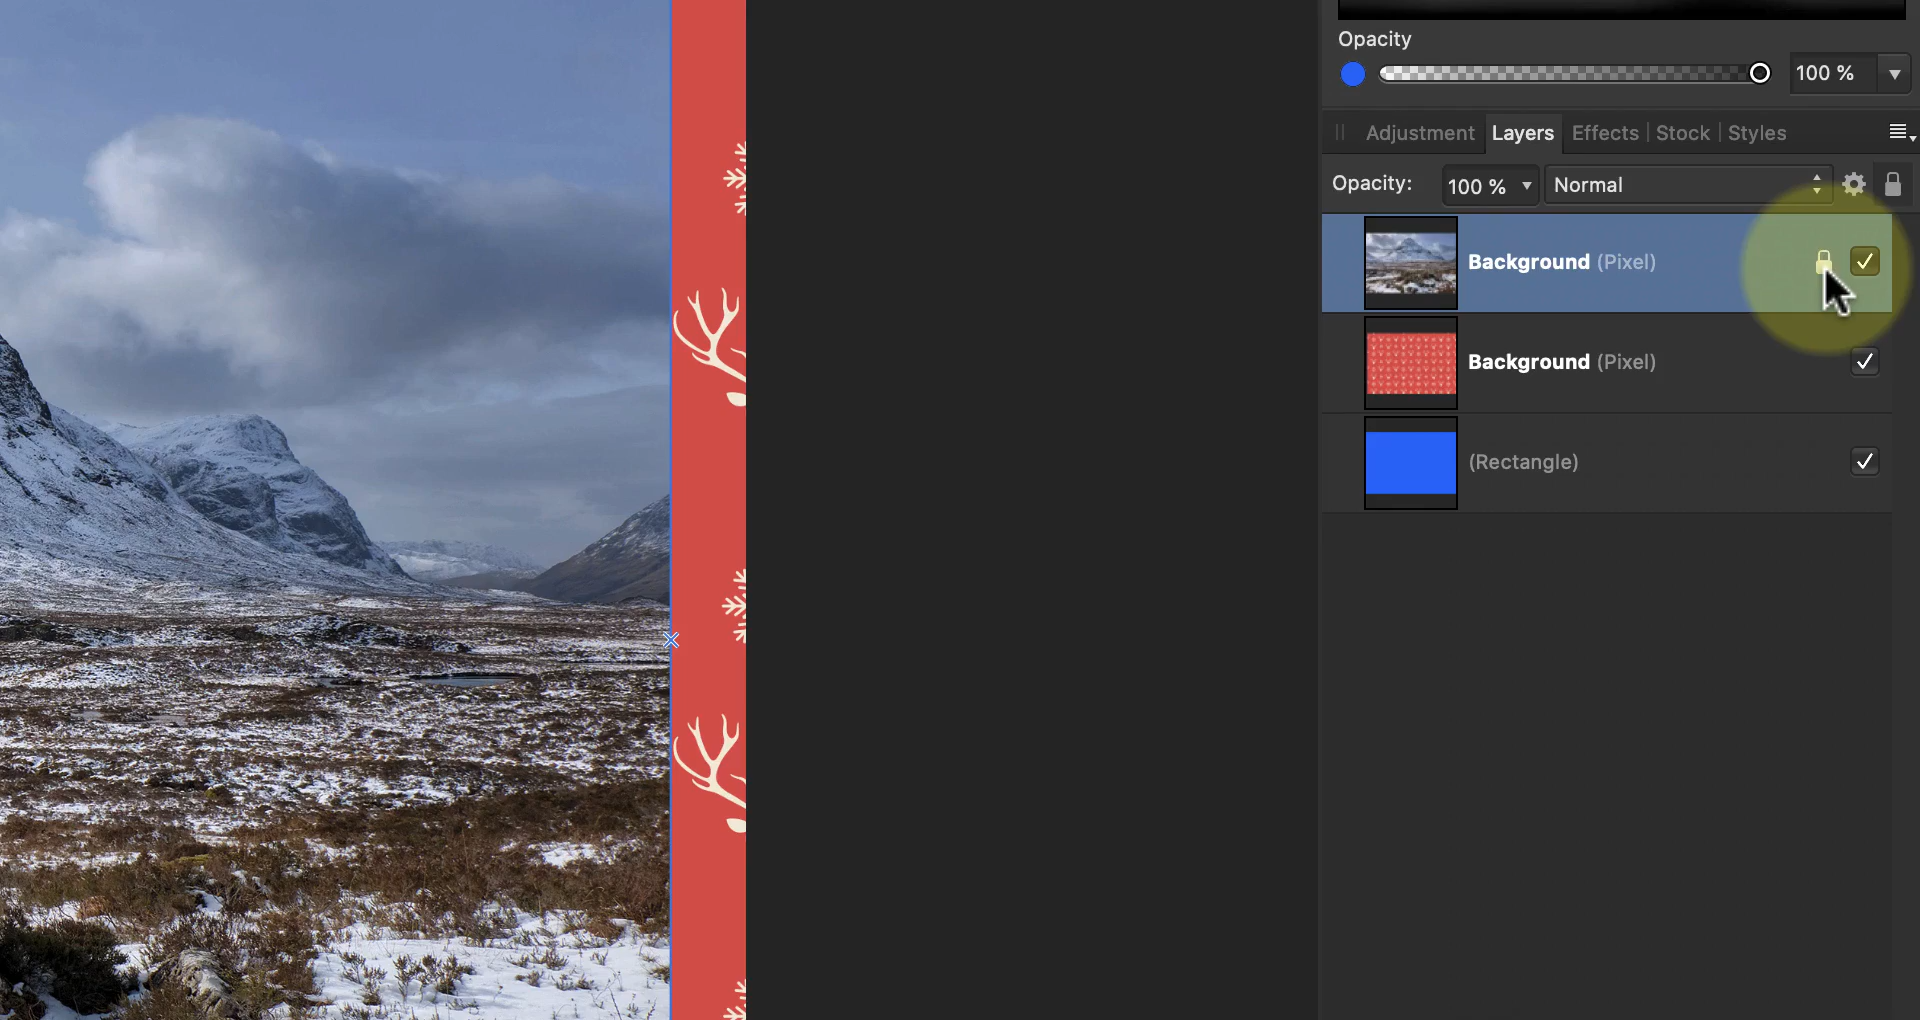 Opacity
100 %
Adjustment Layers Effects Stock Styles
Opacity: 100 % Normal
Background (Pixel)
Background (Pixel)
(Rectangle)